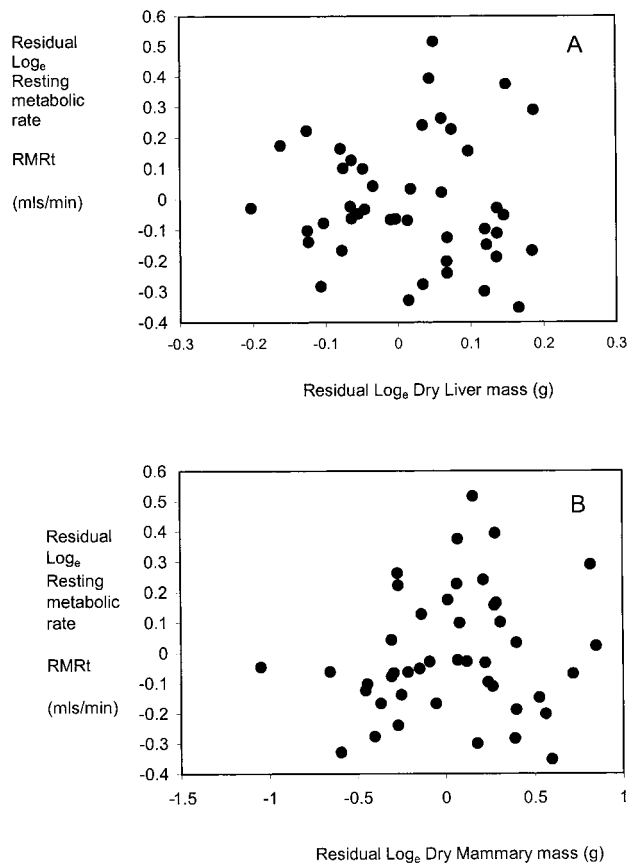 Residual
Logₑ
Resting
metabolic
rate
RMRt
(mls/min)
A
0.6
0.5
0.4
0.3
0.2
0.1
0
-0.1
-0.2
-0.3
-0.4
-0.3 -0.2 -0.1 0 0.1 0.2 0.3
Residual Logₑ Dry Liver mass (g)
Residual
Logₑ
Resting
metabolic
rate
RMRt
(mls/min)
B
0.6
0.5
0.4
0.3
0.2
0.1
0
-0.1
-0.2
-0.3
-0.4
-1.5 -1 -0.5 0 0.5 1
Residual Logₑ Dry Mammary mass (g)